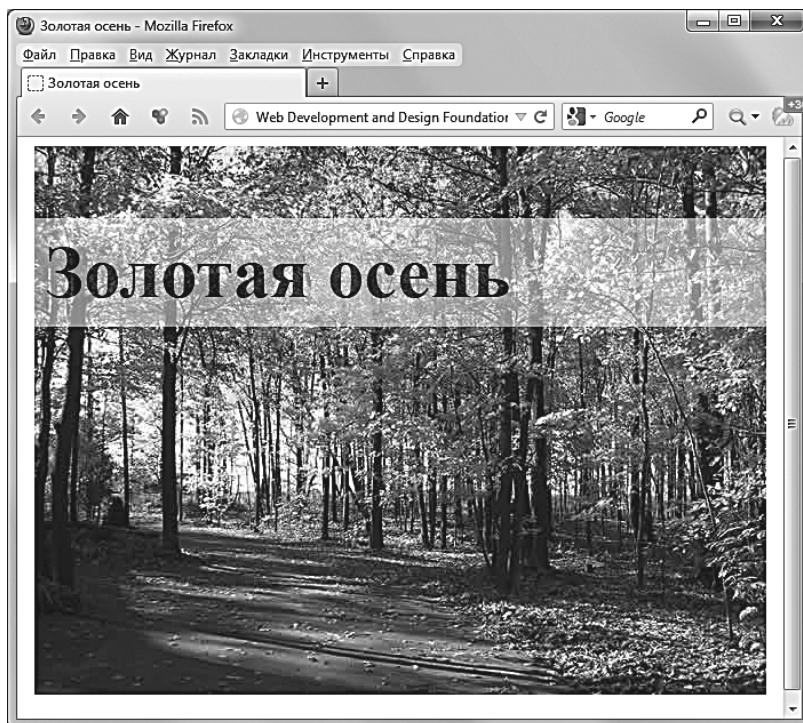 Золотая осень - Mozilla Firefox
Файл Правка Вид Журнал Закладки Инструменты Справка
Золотая осень
Web Development and Design Foundatior Google
Золотая осень